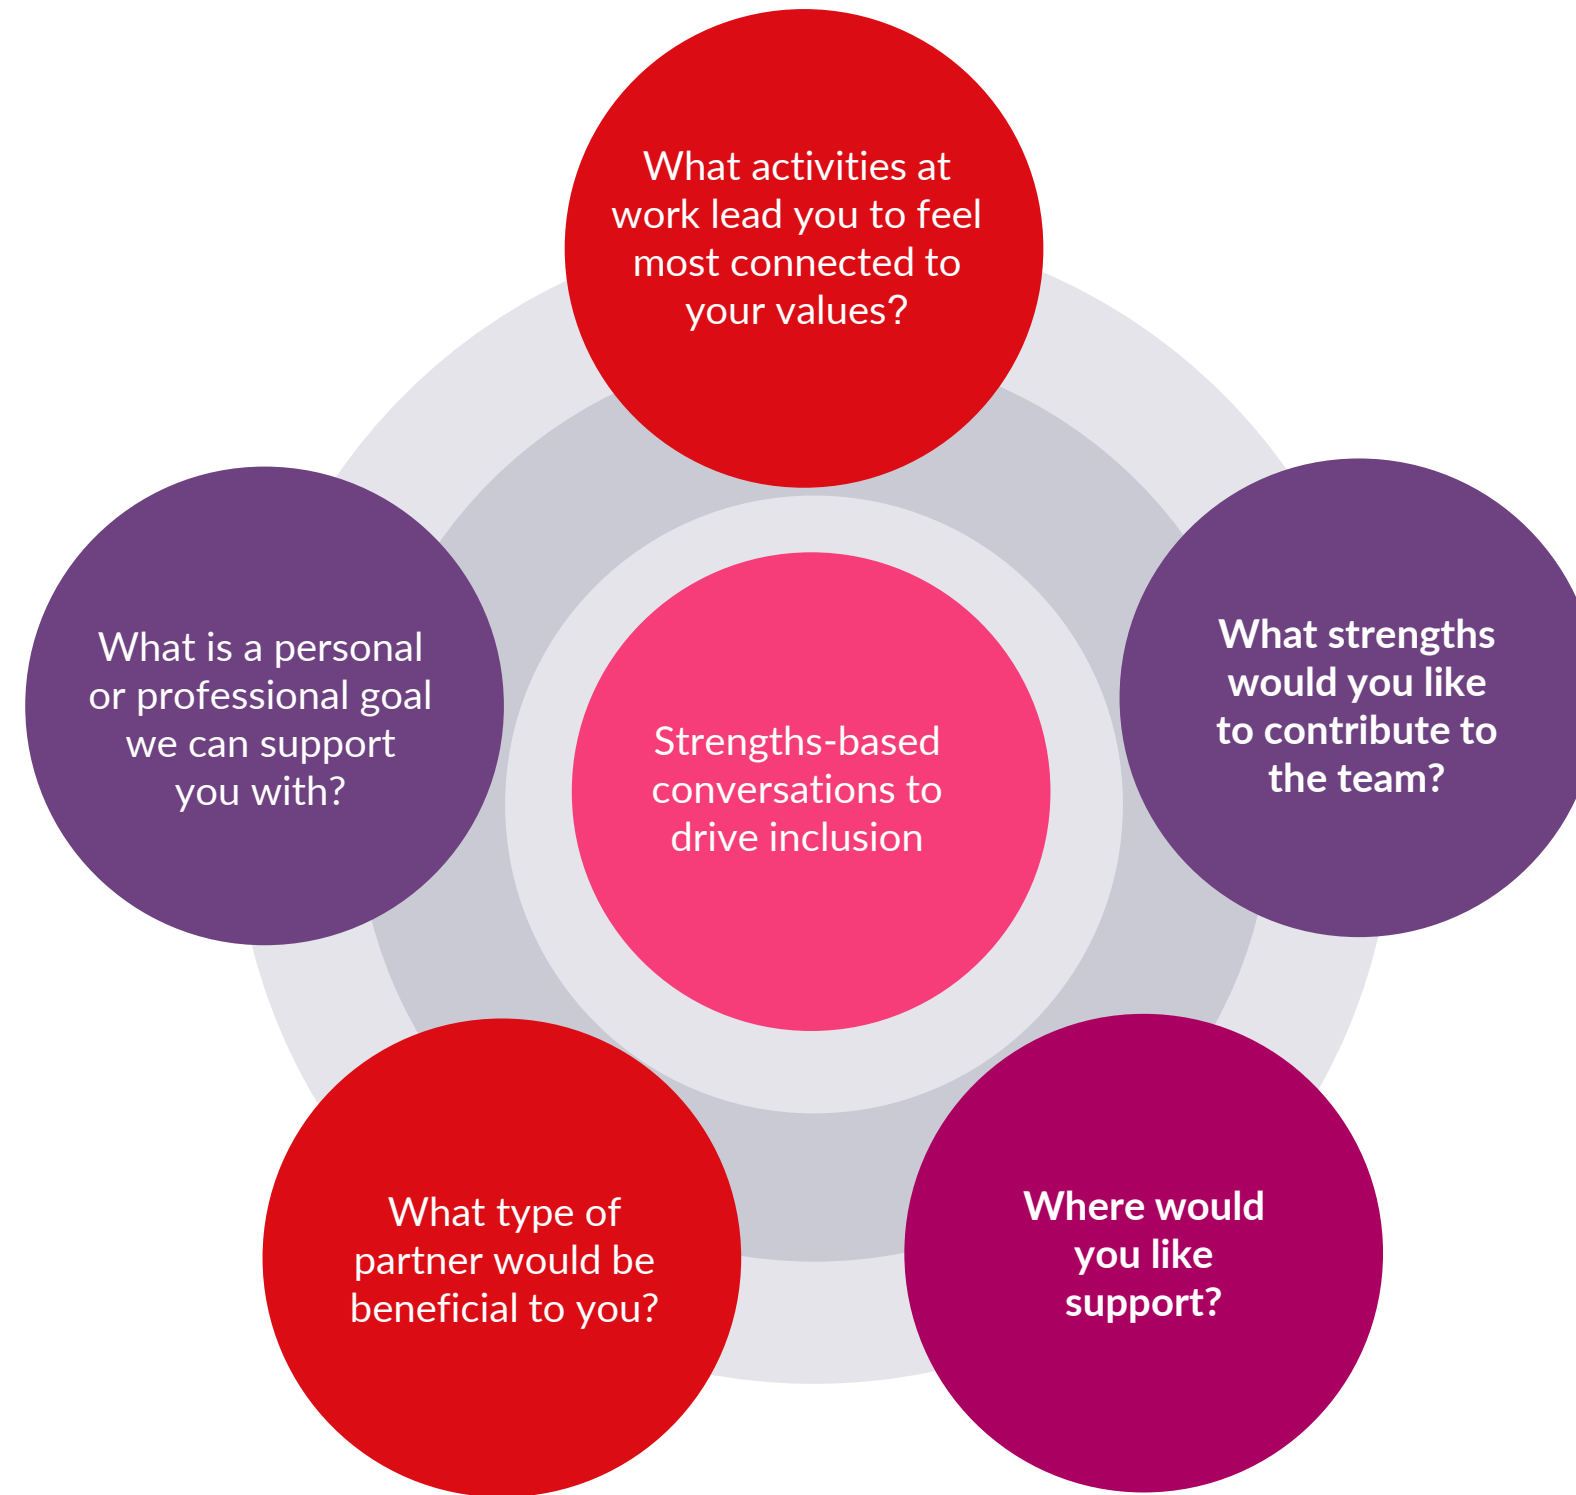 What activities at
work lead you to feel
most connected to
your values?
What strengths
would you like
to contribute to
the team?
Where would
you like
support?
What type of
partner would be
beneficial to you?
What is a personal
or professional goal
we can support
you with?
Strengths-based
conversations to
drive inclusion